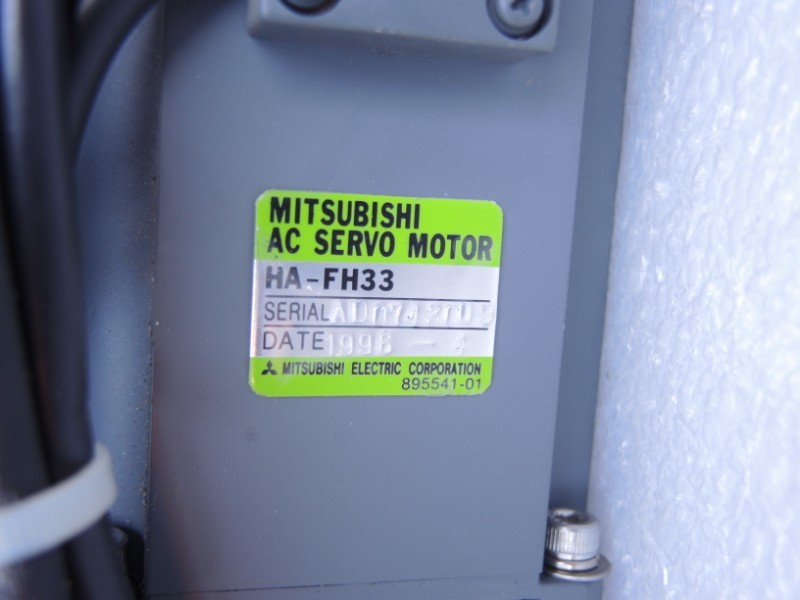 MITSUBISHI
AC SERVO MOTOR
HA-FH33
SERIAL
DATE
MITSUBISHI ELECTRIC CORPORATION
895541-01